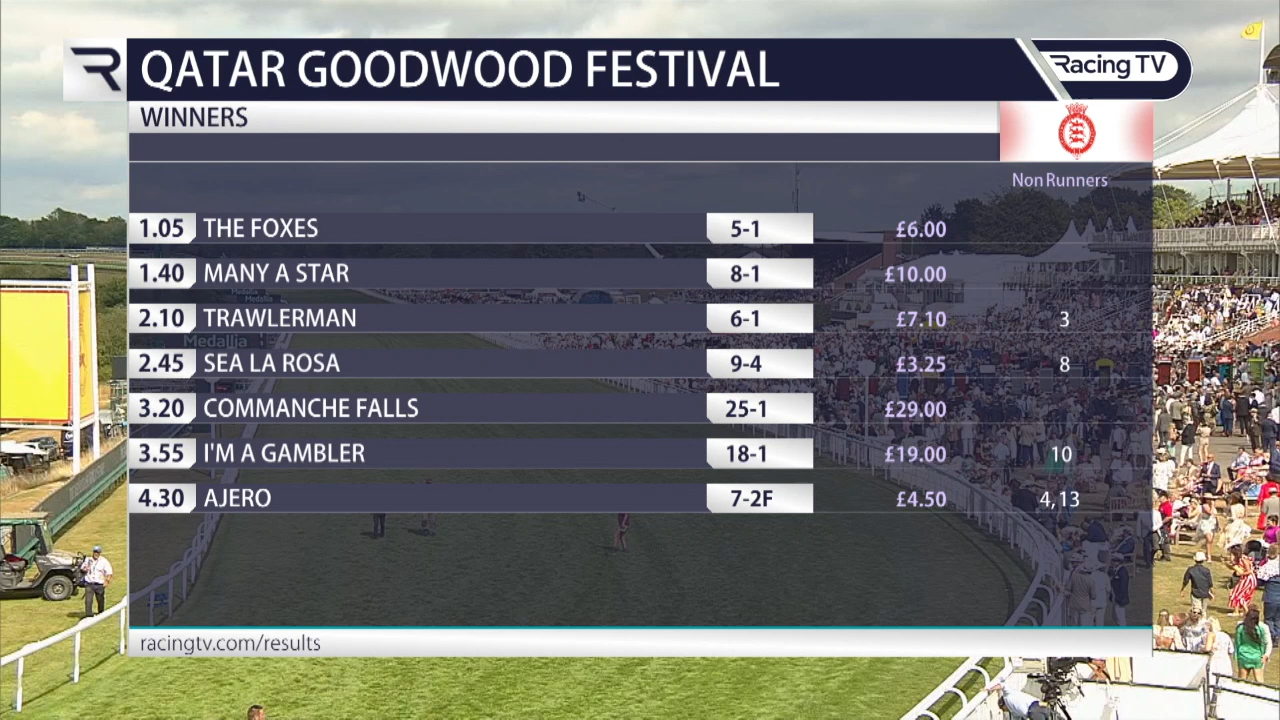 QATAR GOODWOOD FESTIVAL
Racing TV
WINNERS
Non Runners
1.05 THE FOXES 5-1 £6.00
1.40 MANY A STAR 8-1 £10.00
2.10 TRAWLERMAN 6-1 £7.10 3
Medallia
2.45 SEA LA ROSA 9-4 £3.25 8
3.20 COMMANCHE FALLS 25-1 £29.00
3.55 I'M A GAMBLER 18-1 £19.00 10
4.30 AJERO 7-2F £4.50 4,13
racingtv.com/results